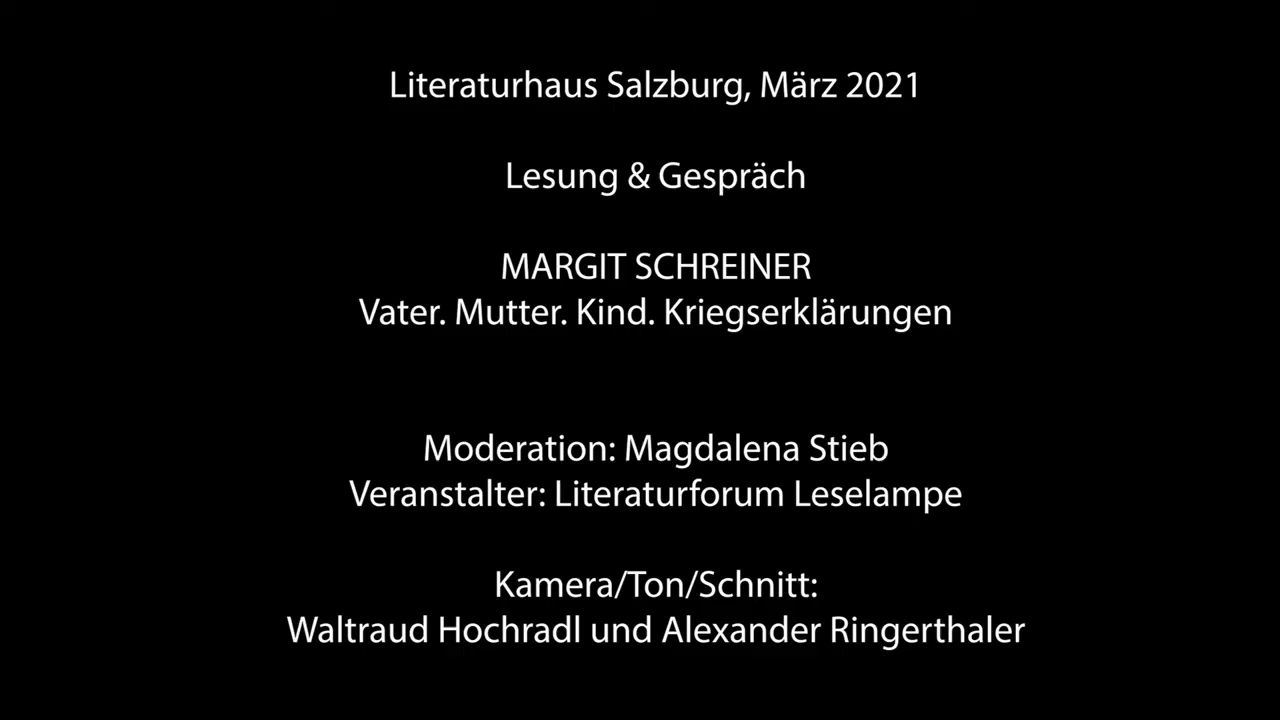 Literaturhaus Salzburg, März 2021
Lesung & Gespräch
MARGIT SCHREINER
Vater. Mutter. Kind. Kriegserklärungen
Moderation: Magdalena Stieb
Veranstalter: Literaturforum Leselampe
Kamera/Ton/Schnitt:
Waltraud Hochradl und Alexander Ringerthaler